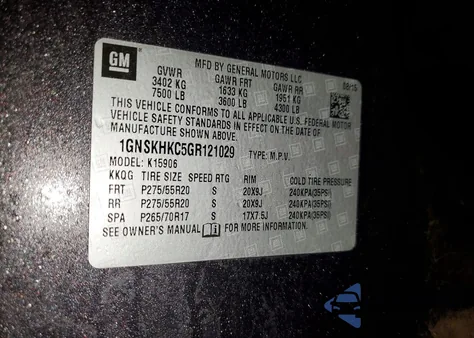 GM
MFD BY GENERAL MOTORS LLC
GVWR GAWR FRT GAWR RR 08/15
3402 KG 1633 KG 1951 KG
7500 LB 3600 LB 4300 LB
THIS VEHICLE CONFORMS TO ALL APPLICABLE U.S. FEDERAL MOTOR
VEHICLE SAFETY STANDARDS IN EFFECT ON THE DATE OF
MANUFACTURE SHOWN ABOVE.
1GNSKHKC5GR121029 TYPE: M.P.V.
MODEL: K15906
KKQG TIRE SIZE SPEED RTG RIM COLD TIRE PRESSURE
FRT P275/55R20 S 20X9J 240KPA(35PSI)
RR P275/55R20 S 20X9J 240KPA(35PSI)
SPA P265/70R17 S 17X7.5J 240KPA(35PSI)
SEE OWNER'S MANUAL FOR MORE INFORMATION.